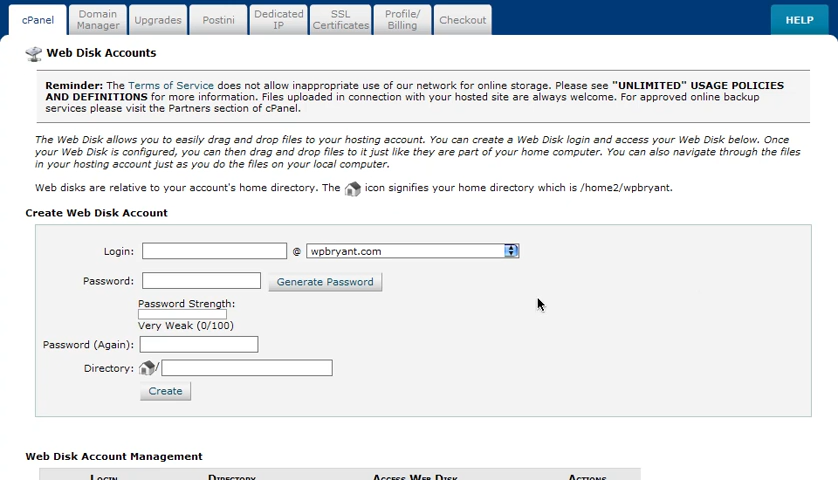 cPanel
Domain Manager
Upgrades
Postini
Dedicated IP
SSL Certificates
Profile/ Billing
Checkout
HELP
Web Disk Accounts
Reminder: The Terms of Service does not allow inappropriate use of our network for online storage. Please see "UNLIMITED" USAGE POLICIES
AND DEFINITIONS for more information. Files uploaded in connection with your hosted site are always welcome. For approved online backup
services please visit the Partners section of cPanel.
The Web Disk allows you to easily drag and drop files to your hosting account. You can create a Web Disk login and access your Web Disk below. Once
your Web Disk is configured, you can then drag and drop files to it just like they are part of your home computer. You can also navigate through the files
in your hosting account just as you do the files on your local computer.
Web disks are relative to your account's home directory. The icon signifies your home directory which is /home2/wpbryant.
Create Web Disk Account
Login: @ wpbryant.com
Password: Generate Password
Password Strength:
Very Weak (0/100)
Password (Again):
Directory: /
Create
Web Disk Account Management
Login Directory Access Web Disk Actions